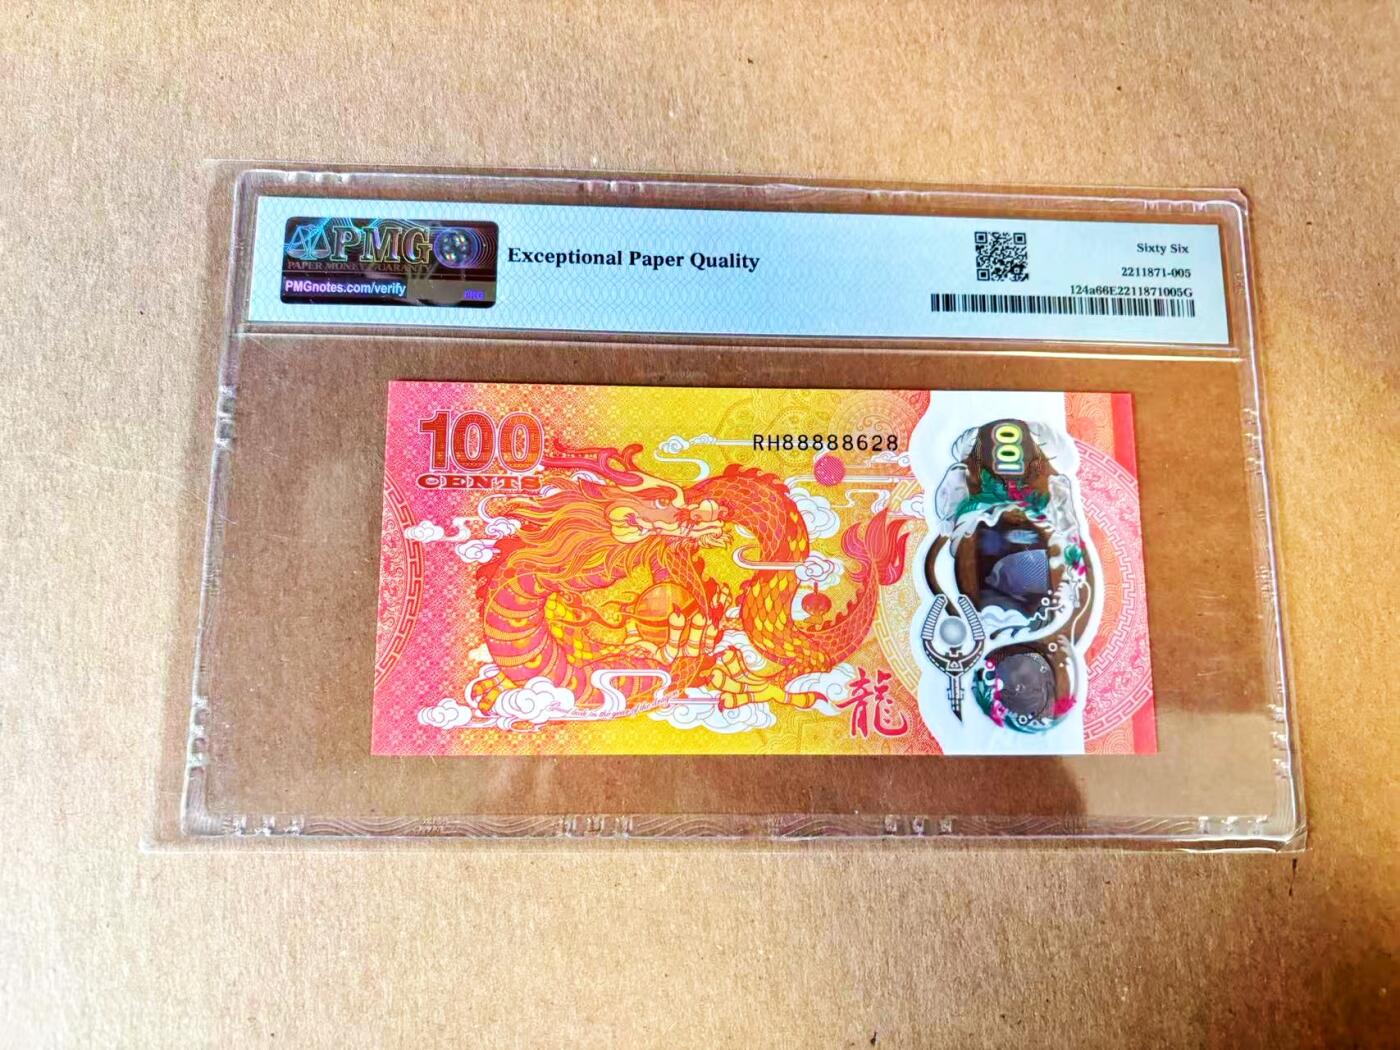 PMG
PAPER MONEY GUARANTY
PMGnotes.com/verify
Exceptional Paper Quality
Sixty Six
2211871-005
124a66E2211871005G
100
CENTS
RH88888628
100
龍